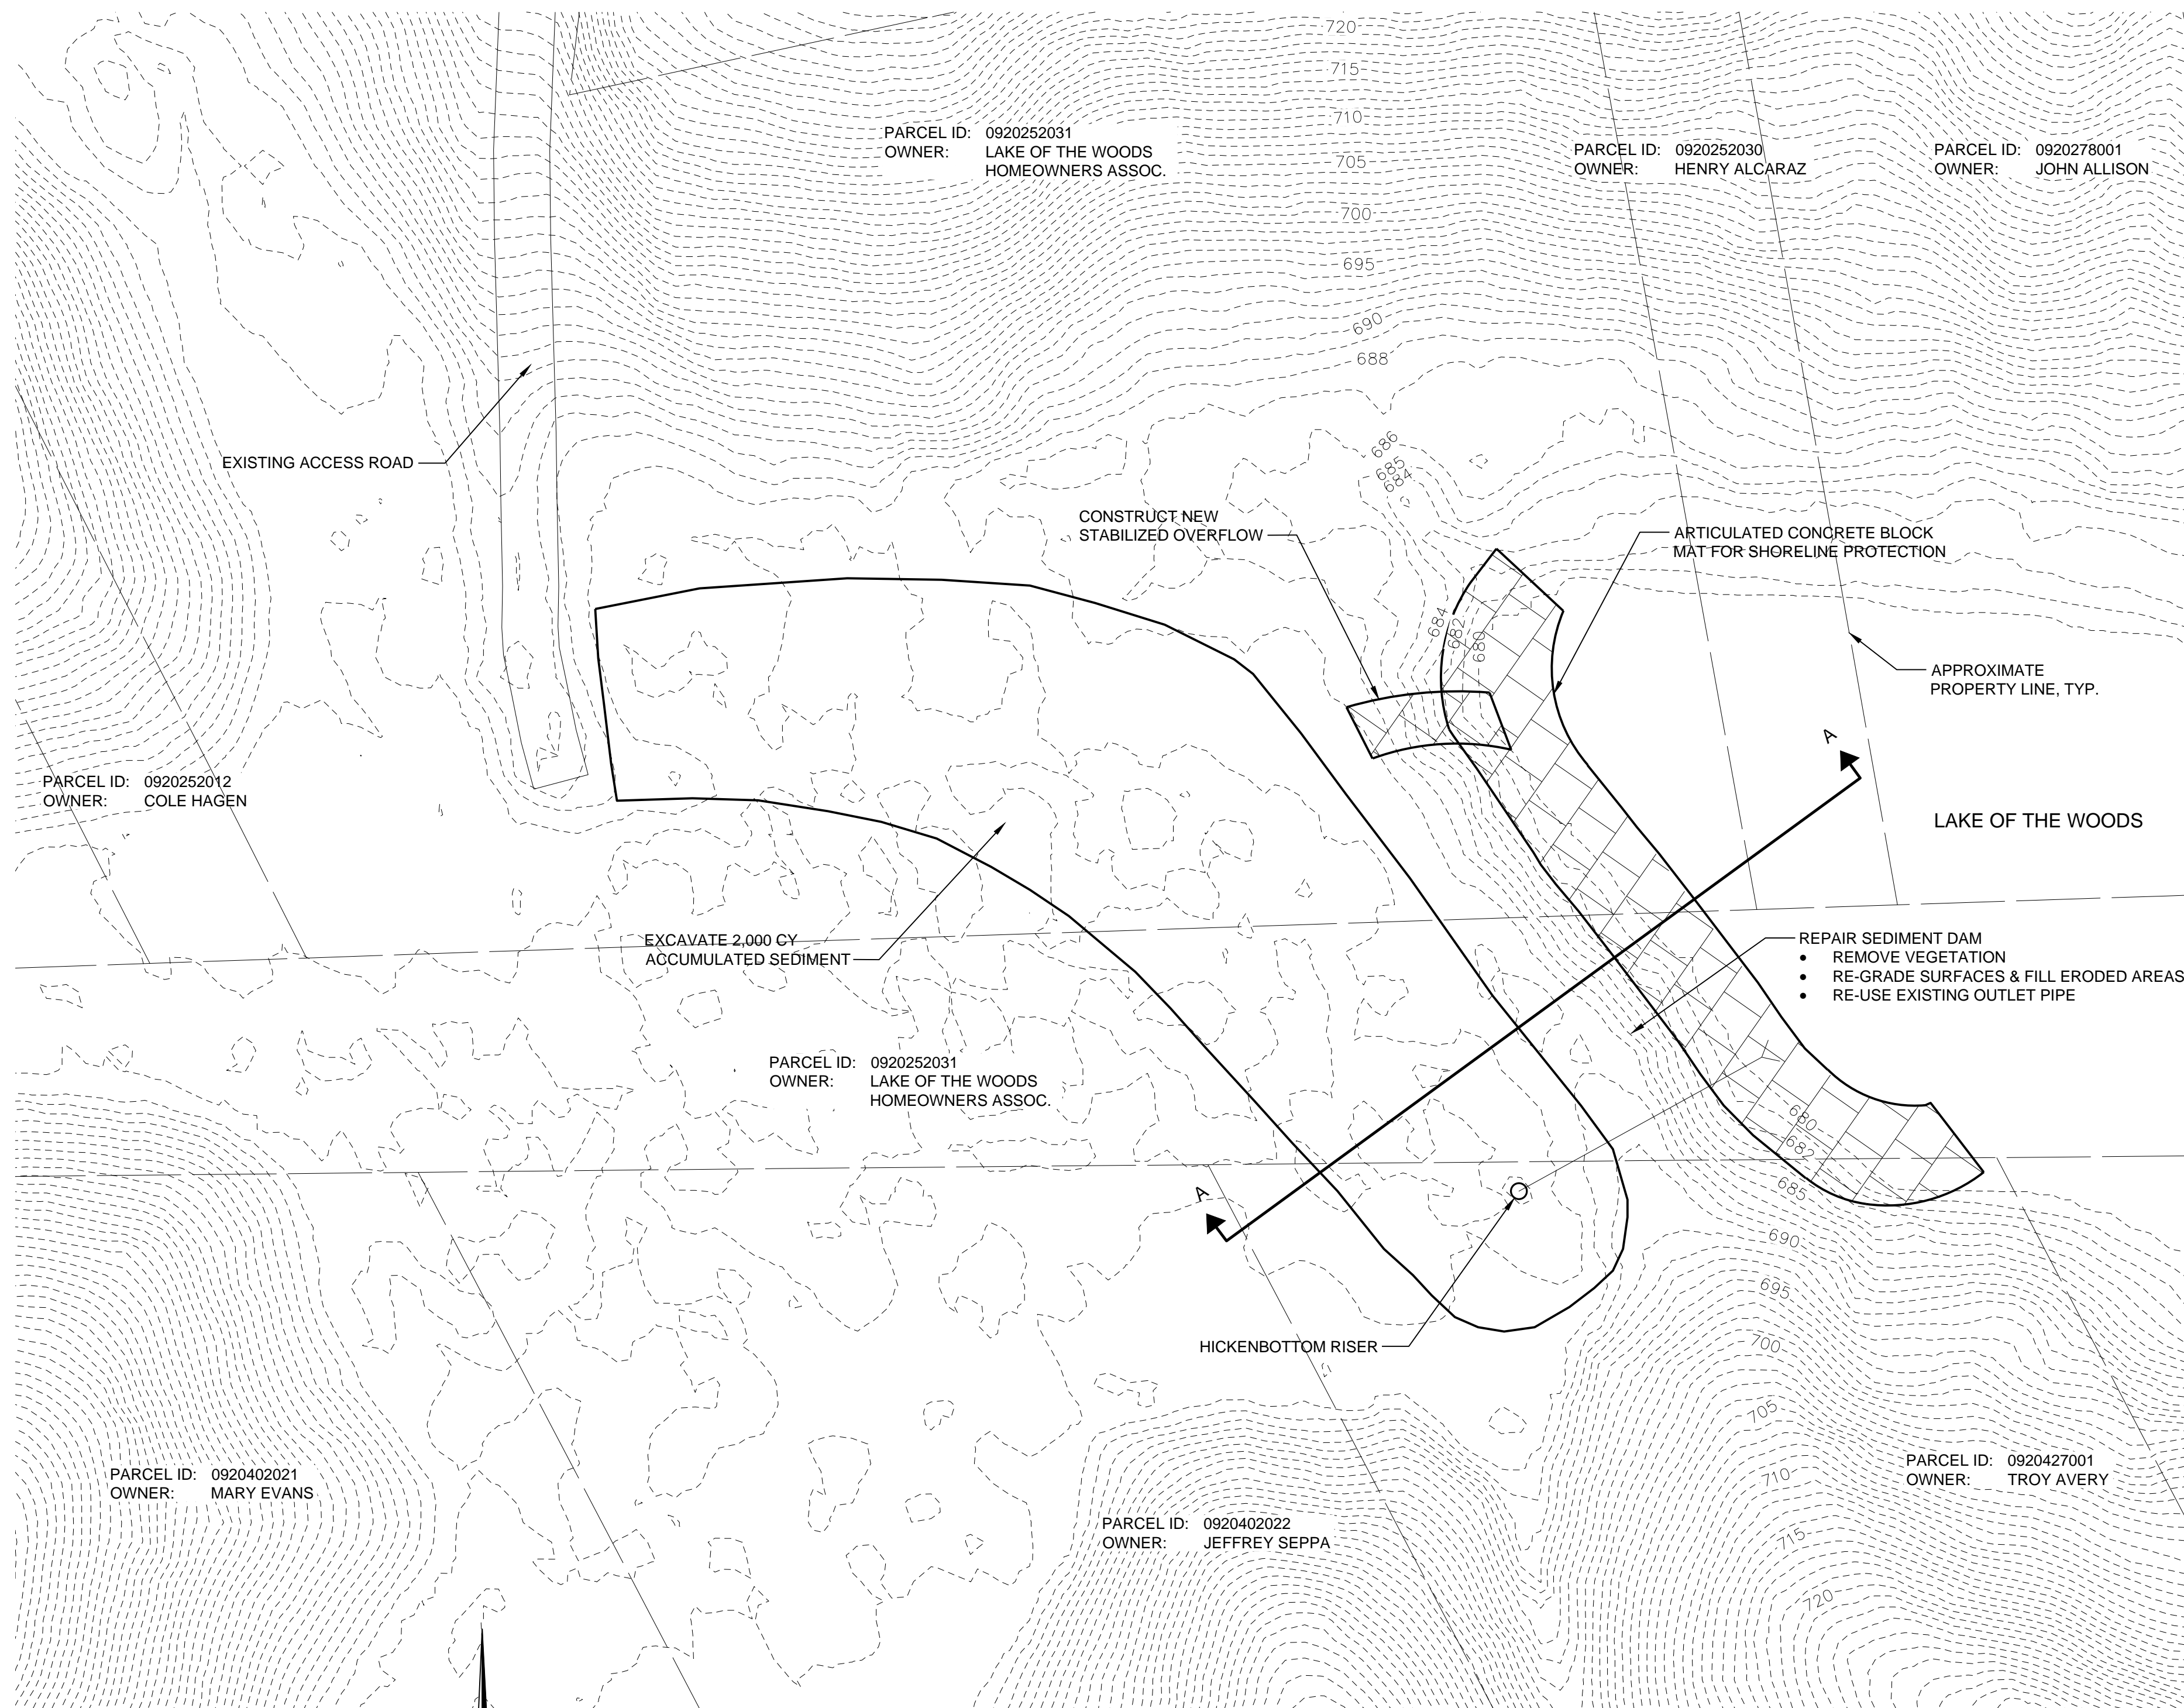 720
715
710
705
700
695
690
688
PARCEL ID: 0920252031
OWNER: LAKE OF THE WOODS
HOMEOWNERS ASSOC.
PARCEL ID: 0920252030
OWNER: HENRY ALCARAZ
PARCEL ID: 0920278001
OWNER: JOHN ALLISON
EXISTING ACCESS ROAD
686
685
684
CONSTRUCT NEW
STABILIZED OVERFLOW
ARTICULATED CONCRETE BLOCK
MAT FOR SHORELINE PROTECTION
684
682
680
APPROXIMATE
PROPERTY LINE, TYP.
A
PARCEL ID: 0920252012
OWNER: COLE HAGEN
LAKE OF THE WOODS
EXCAVATE 2,000 CY
ACCUMULATED SEDIMENT
REPAIR SEDIMENT DAM
• REMOVE VEGETATION
• RE-GRADE SURFACES & FILL ERODED AREAS
• RE-USE EXISTING OUTLET PIPE
PARCEL ID: 0920252031
OWNER: LAKE OF THE WOODS
HOMEOWNERS ASSOC.
680
682
685
A
690
695
700
705
710
715
720
HICKENBOTTOM RISER
PARCEL ID: 0920402021
OWNER: MARY EVANS
PARCEL ID: 0920402022
OWNER: JEFFREY SEPPA
PARCEL ID: 0920427001
OWNER: TROY AVERY